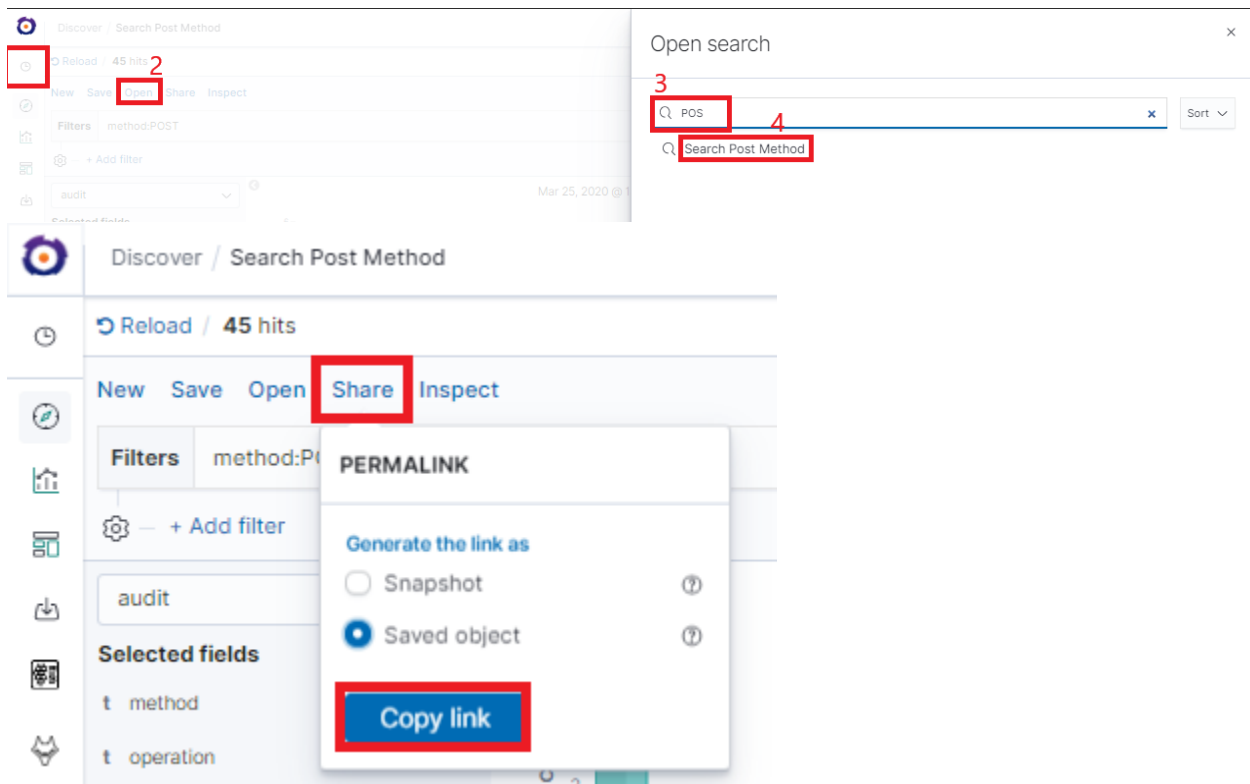 Discover / Search Post Method
Reload / 45 hits
2
New Save Open Share Inspect
Filters method:POST
+ Add filter
audit
Mar 25, 2020 @ 1
Selected fields
Open search
×
3
POS
×
Sort
4
Search Post Method
Discover / Search Post Method
Reload / 45 hits
New Save Open Share Inspect
Filters method:PO
PERMALINK
+ Add filter
Generate the link as
Snapshot
audit
Saved object
Selected fields
t method
Copy link
t operation
2